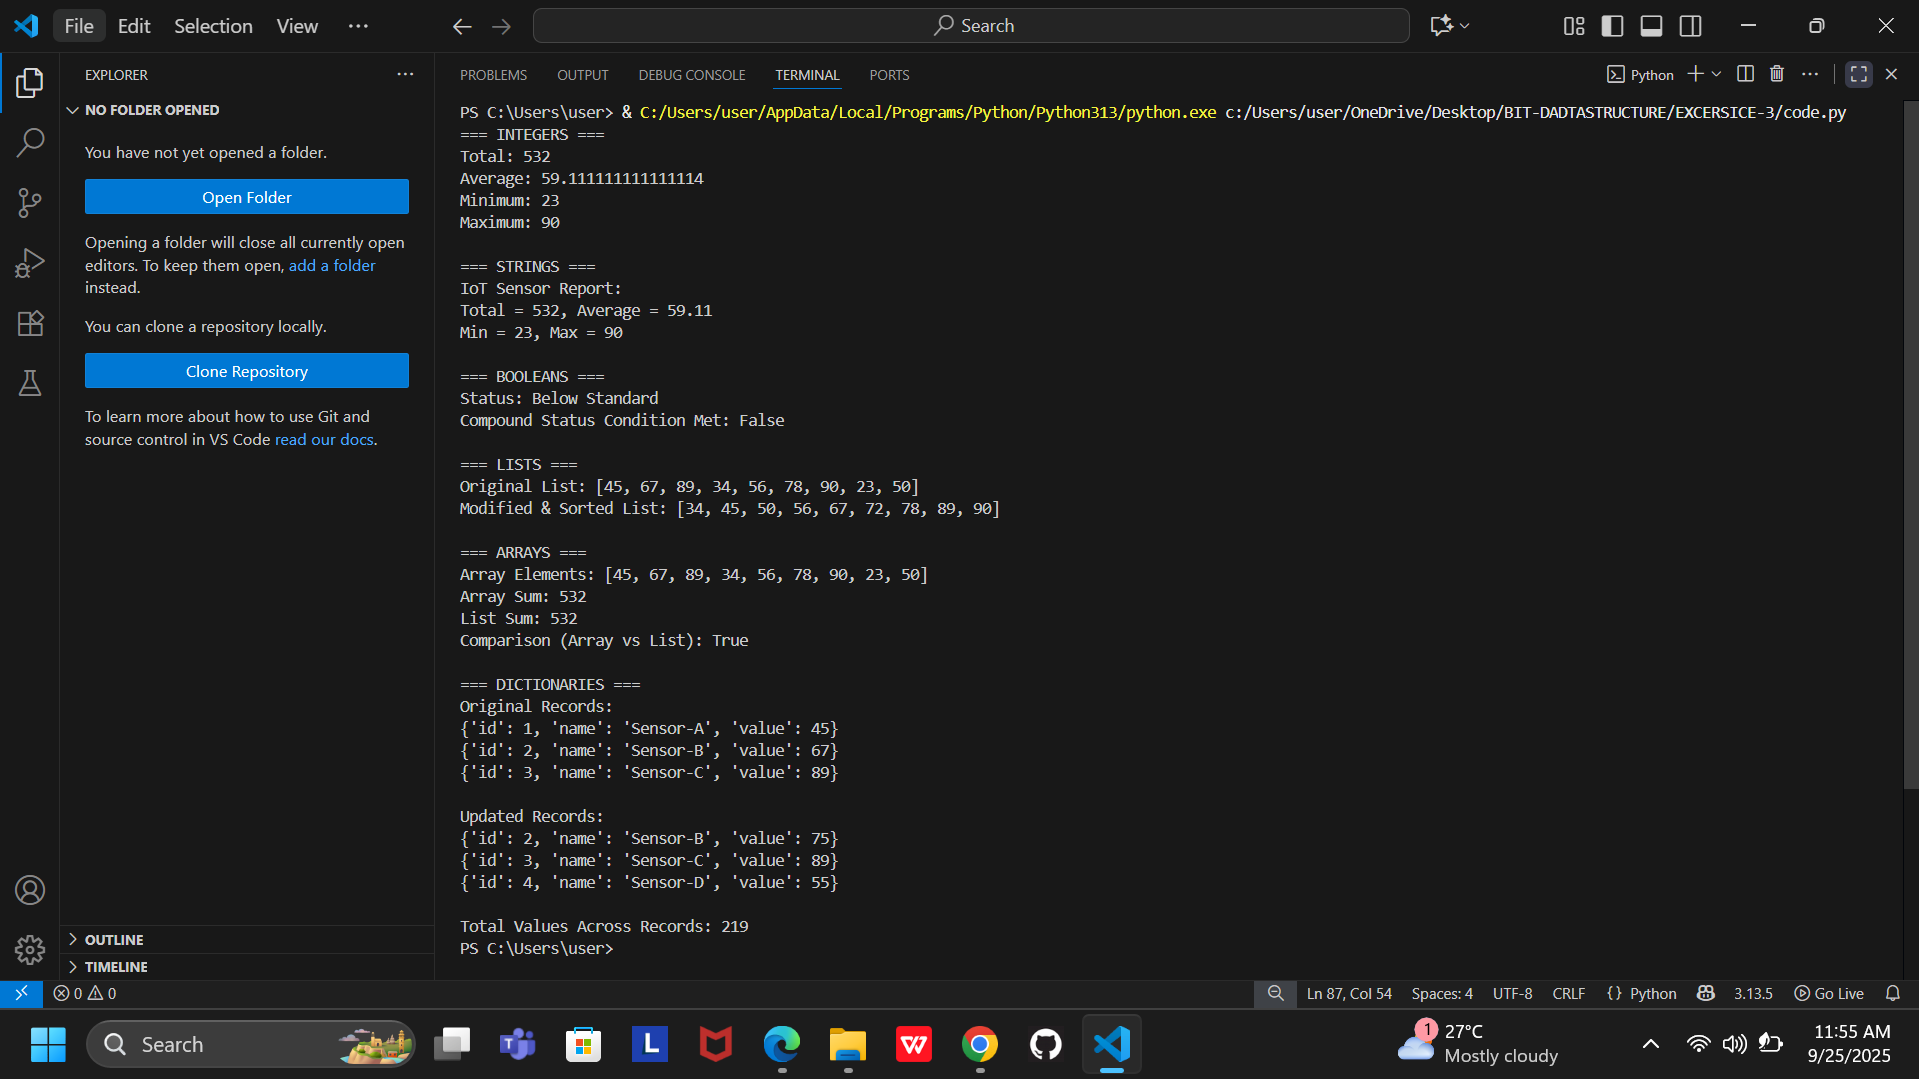 File Edit Selection View ···
Search
EXPLORER
NO FOLDER OPENED
You have not yet opened a folder.
Open Folder
Opening a folder will close all currently open
editors. To keep them open, add a folder
instead.
You can clone a repository locally.
Clone Repository
To learn more about how to use Git and
source control in VS Code read our docs.
OUTLINE
TIMELINE
PROBLEMS OUTPUT DEBUG CONSOLE TERMINAL PORTS
Python
PS C:\Users\user> & C:/Users/user/AppData/Local/Programs/Python/Python313/python.exe c:/Users/user/OneDrive/Desktop/BIT-DADTASTRUCTURE/EXCERSICE-3/code.py
=== INTEGERS ===
Total: 532
Average: 59.111111111111114
Minimum: 23
Maximum: 90
=== STRINGS ===
IoT Sensor Report:
Total = 532, Average = 59.11
Min = 23, Max = 90
=== BOOLEANS ===
Status: Below Standard
Compound Status Condition Met: False
=== LISTS ===
Original List: [45, 67, 89, 34, 56, 78, 90, 23, 50]
Modified & Sorted List: [34, 45, 50, 56, 67, 72, 78, 89, 90]
=== ARRAYS ===
Array Elements: [45, 67, 89, 34, 56, 78, 90, 23, 50]
Array Sum: 532
List Sum: 532
Comparison (Array vs List): True
=== DICTIONARIES ===
Original Records:
{'id': 1, 'name': 'Sensor-A', 'value': 45}
{'id': 2, 'name': 'Sensor-B', 'value': 67}
{'id': 3, 'name': 'Sensor-C', 'value': 89}
Updated Records:
{'id': 2, 'name': 'Sensor-B', 'value': 75}
{'id': 3, 'name': 'Sensor-C', 'value': 89}
{'id': 4, 'name': 'Sensor-D', 'value': 55}
Total Values Across Records: 219
PS C:\Users\user>
0 0
Ln 87, Col 54 Spaces: 4 UTF-8 CRLF {} Python 3.13.5 Go Live
Search
L
W
1
27°C
Mostly cloudy
11:55 AM
9/25/2025